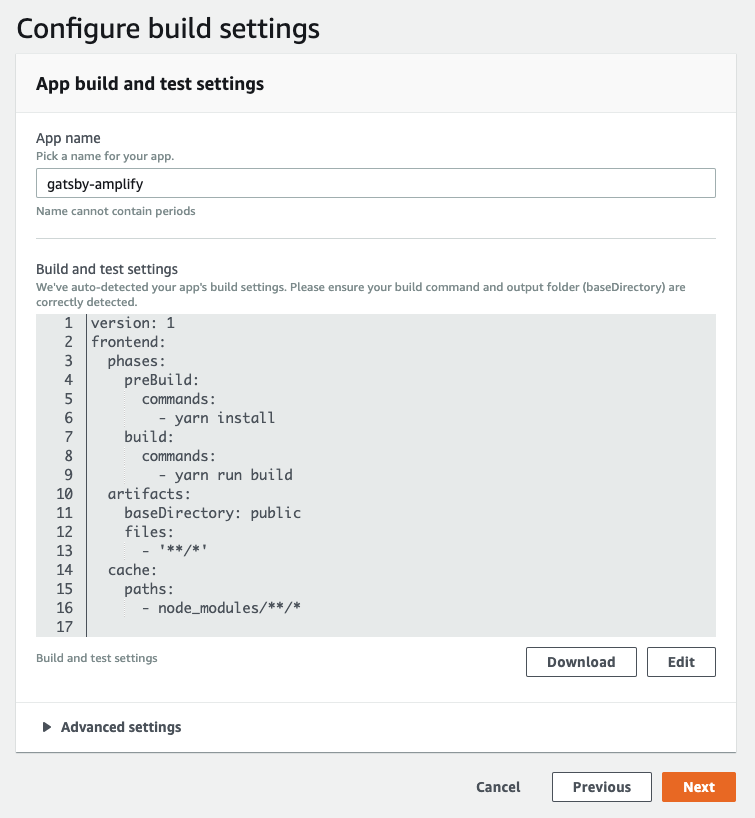 Configure build settings
App build and test settings
App name
Pick a name for your app.
gatsby-amplify
Name cannot contain periods
Build and test settings
We've auto-detected your app's build settings. Please ensure your build command and output folder (baseDirectory) are
correctly detected.
1 version: 1
2 frontend:
3   phases:
4     preBuild:
5       commands:
6         - yarn install
7     build:
8       commands:
9         - yarn run build
10   artifacts:
11     baseDirectory: public
12     files:
13       - '**/*'
14   cache:
15     paths:
16       - node_modules/**/*
17
Build and test settings
Download Edit
Advanced settings
Cancel Previous Next